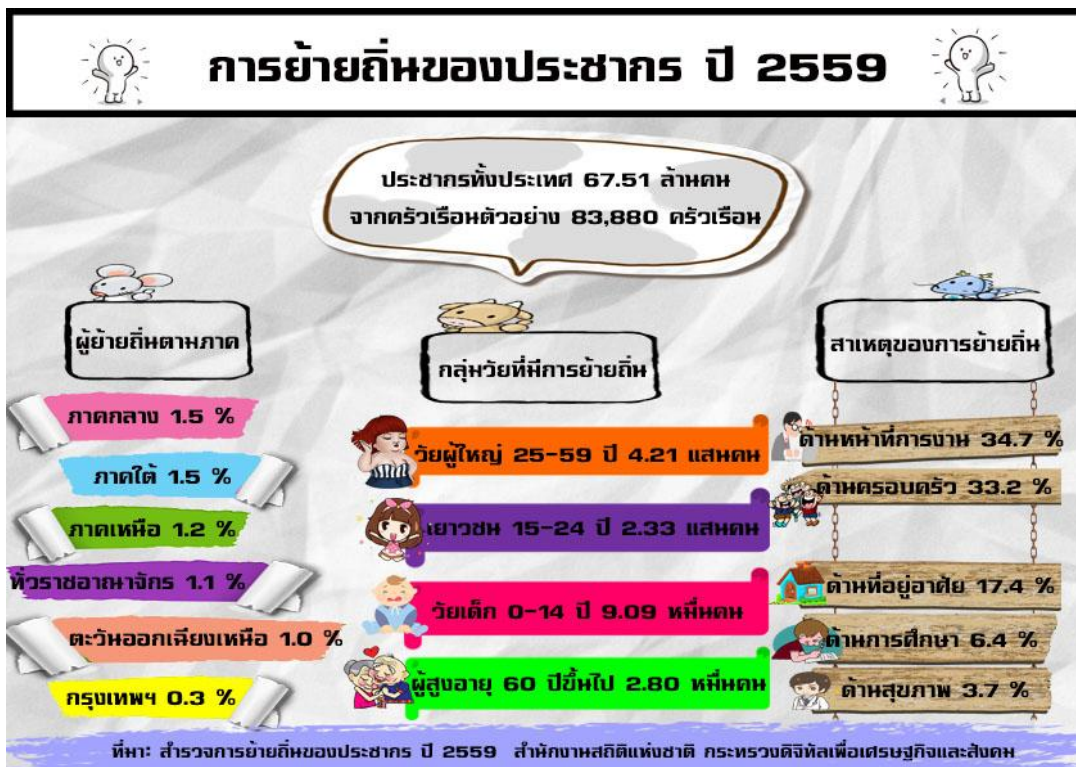 การย้ายถิ่นของประชากร ปี 2559
ประชากรทั้งประเทศ 67.51 ล้านคน
จากครัวเรือนตัวอย่าง 83,880 ครัวเรือน
ผู้ย้ายถิ่นตามภาค
ภาคกลาง 1.5 %
ภาคใต้ 1.5 %
ภาคเหนือ 1.2 %
ทั่วราชอาณาจักร 1.1 %
ตะวันออกเฉียงเหนือ 1.0 %
กรุงเทพฯ 0.3 %
กลุ่มวัยที่มีการย้ายถิ่น
วัยผู้ใหญ่ 25-59 ปี 4.21 แสนคน
เยาวชน 15-24 ปี 2.33 แสนคน
วัยเด็ก 0-14 ปี 9.09 หมื่นคน
ผู้สูงอายุ 60 ปีขึ้นไป 2.80 หมื่นคน
สาเหตุของการย้ายถิ่น
ด้านหน้าที่การงาน 34.7 %
ด้านครอบครัว 33.2 %
ด้านที่อยู่อาศัย 17.4 %
ด้านการศึกษา 6.4 %
ด้านสุขภาพ 3.7 %
ที่มา: สำรวจการย้ายถิ่นของประชากร ปี 2559 สำนักงานสถิติแห่งชาติ กระทรวงดิจิทัลเพื่อเศรษฐกิจและสังคม